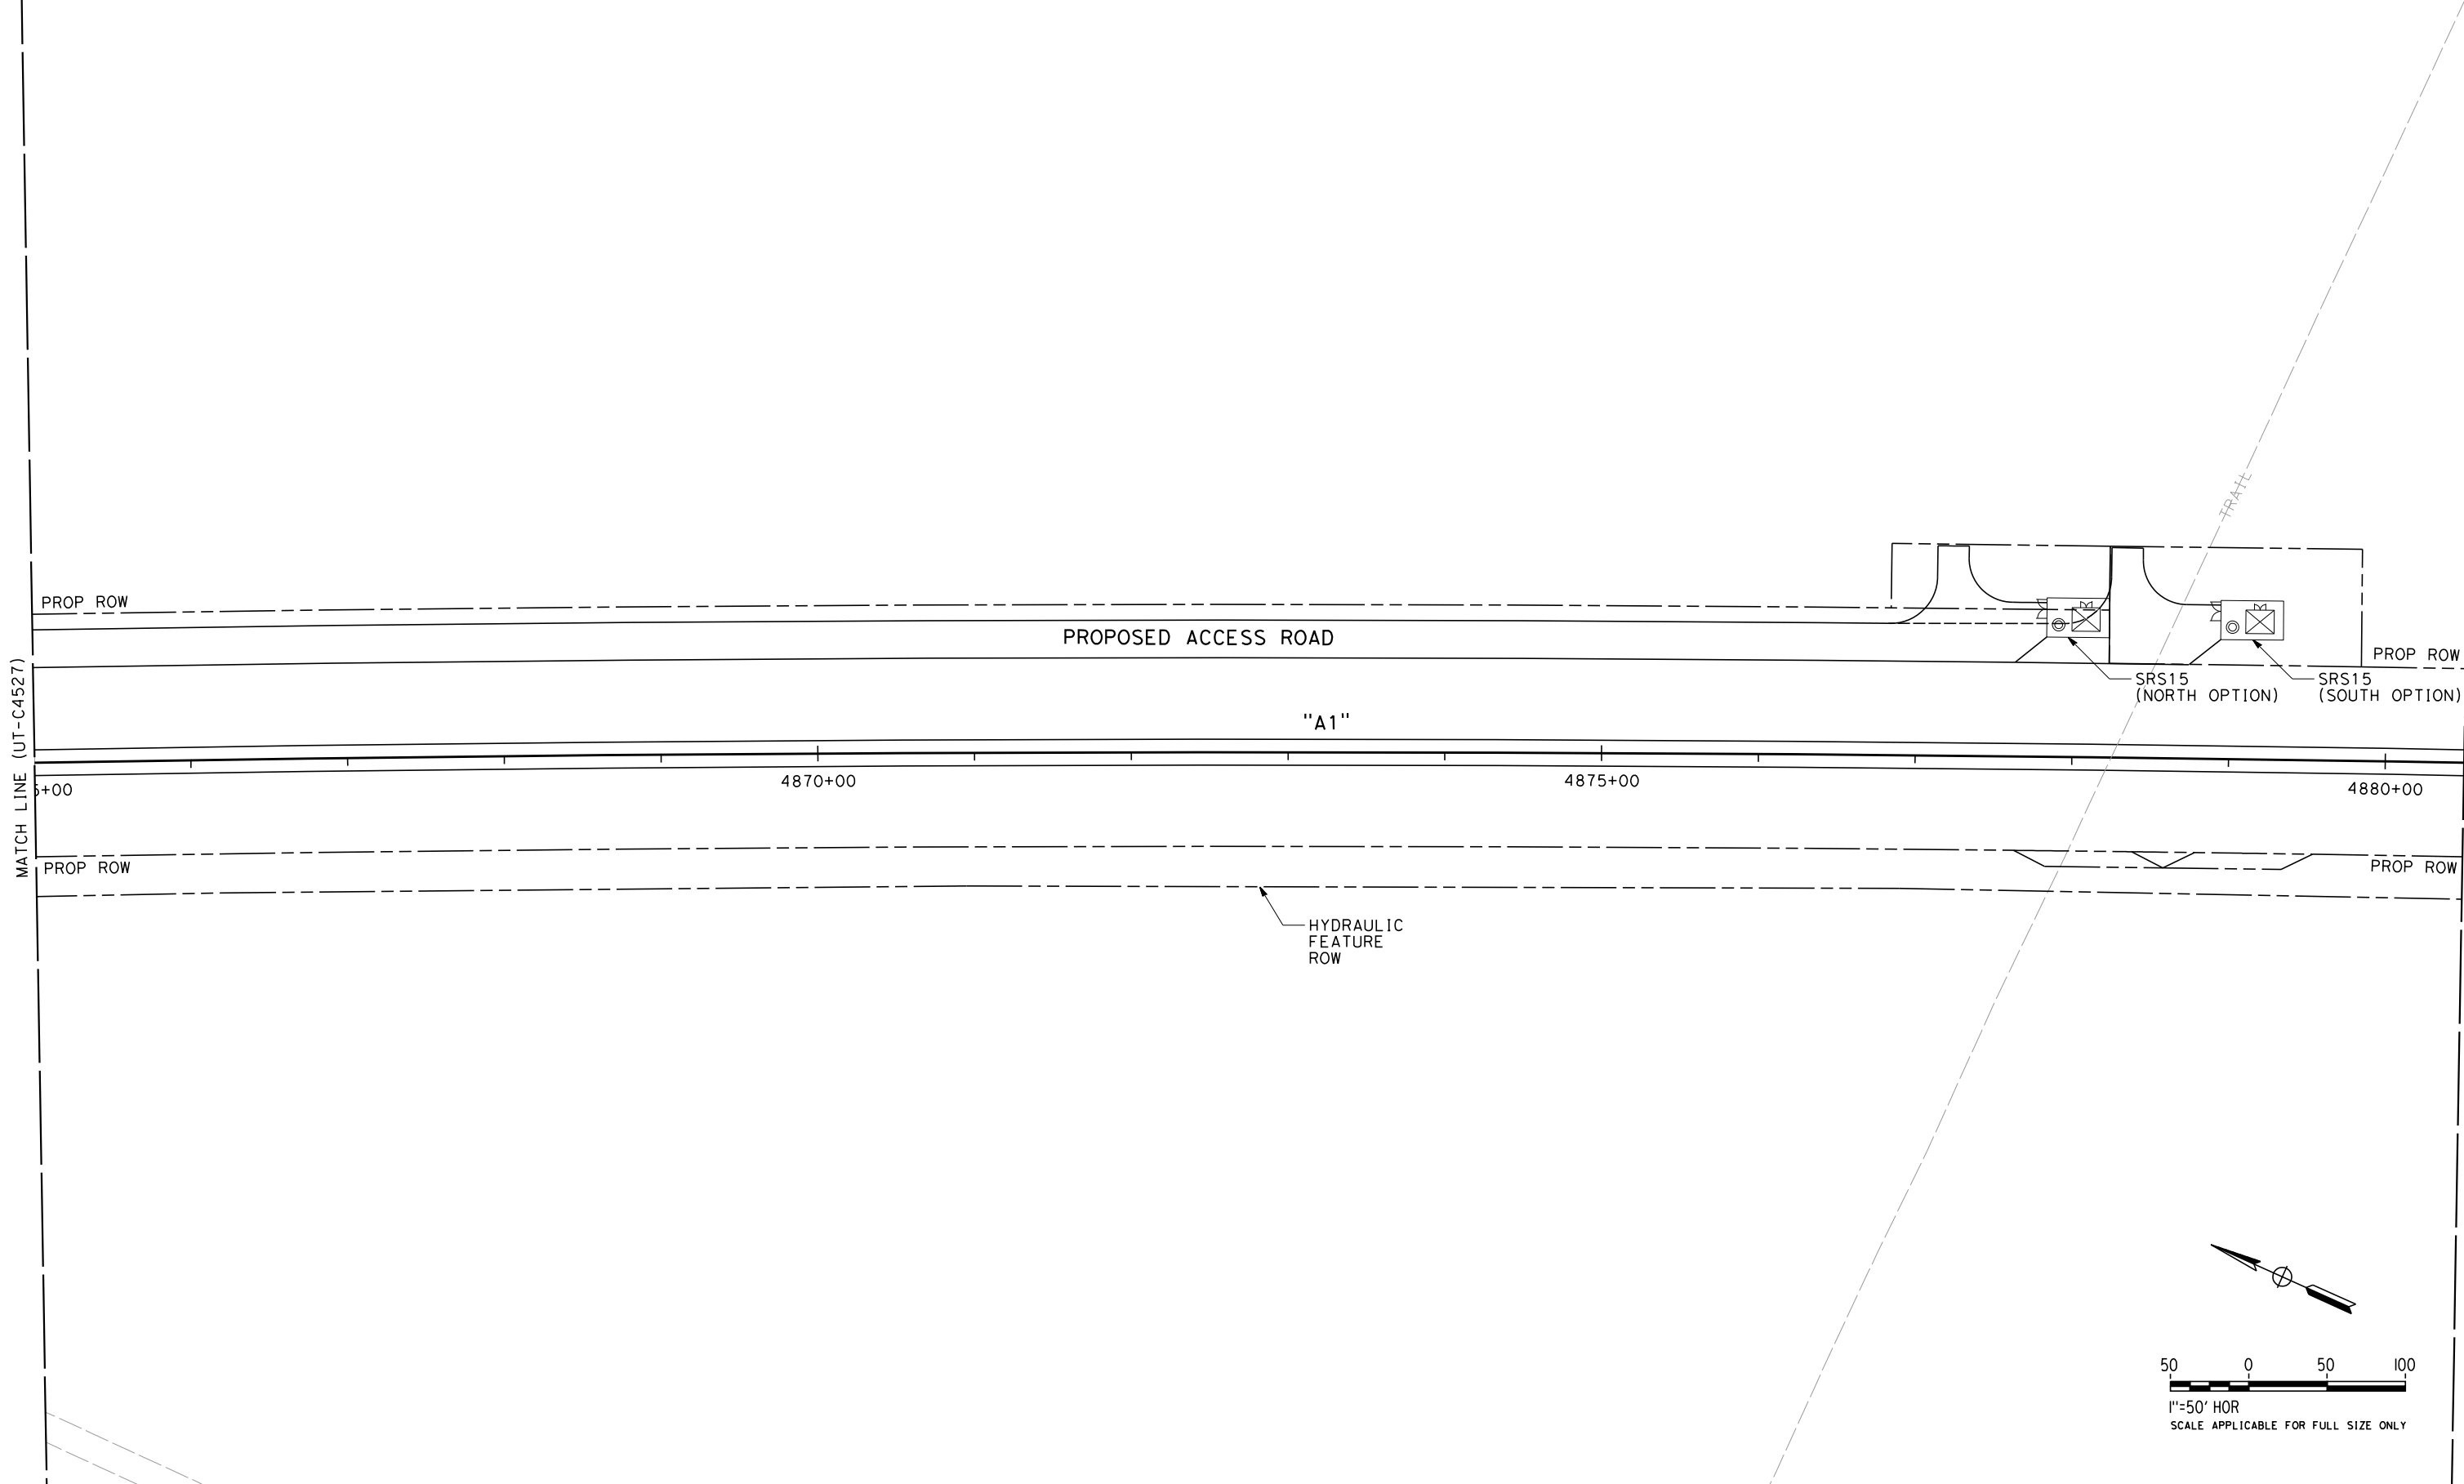 TRAIL
PROP ROW
PROPOSED ACCESS ROAD
PROP ROW
SRS15
(NORTH OPTION)
SRS15
(SOUTH OPTION)
"A1"
MATCH LINE (UT-C4527)
+00
4870+00
4875+00
4880+00
PROP ROW
PROP ROW
HYDRAULIC
FEATURE
ROW
50 0 50 100
1"=50' HOR
SCALE APPLICABLE FOR FULL SIZE ONLY